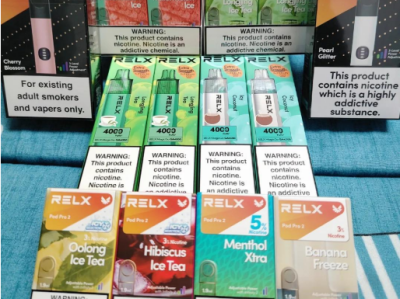 Ice
Ice
WARNING:
This product contains
nicotine. Nicotine is
an addictive chemical.
WARNING:
This product contains
nicotine. Nicotine is
an addictive chemical.
Cherry
Blossom
For existing
adult smokers
and vapers only.
Pearl
Glitter
This product
contains nicotine
which is a highly
addictive
substance.
RELX
RELX
RELX
RELX
4000
4000
4000
4000
WARNING:
This product
contains
nicotine.
Nicotine is
WARNING:
This product
contains
nicotine.
Nicotine is
WARNING:
This product
contains
nicotine.
Nicotine is
WARNING:
This product
contains
nicotine.
Nicotine is
RELX
Pod Pro 2
Oolong
Ice Tea
WARNING:
RELX
Pod Pro 2
3% Nicotine
Hibiscus
Ice Tea
RELX
Pod Pro 2
5%
Nicotine
Menthol
Xtra
RELX
Pod Pro 2
3%
Nicotine
Banana
Freeze